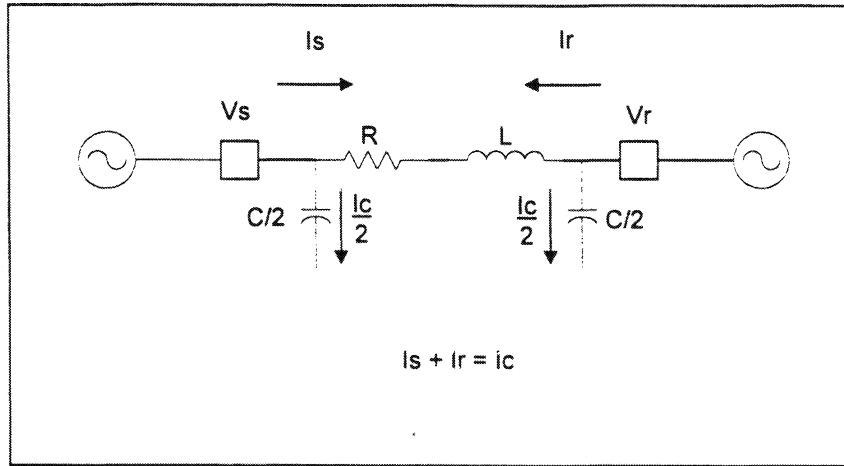 Is Ir
Vs Vr
R L
C/2 Ic/2 Ic/2 C/2
Is + Ir = ic